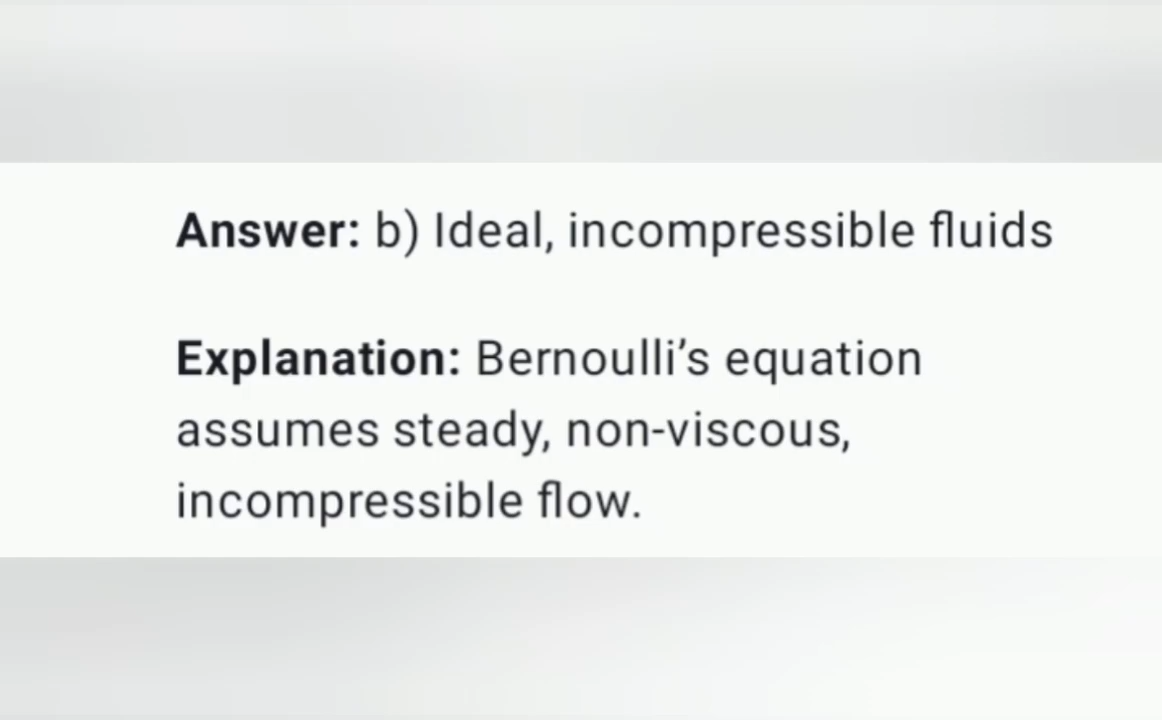 Answer: b) Ideal, incompressible fluids
Explanation: Bernoulli’s equation
assumes steady, non-viscous,
incompressible flow.